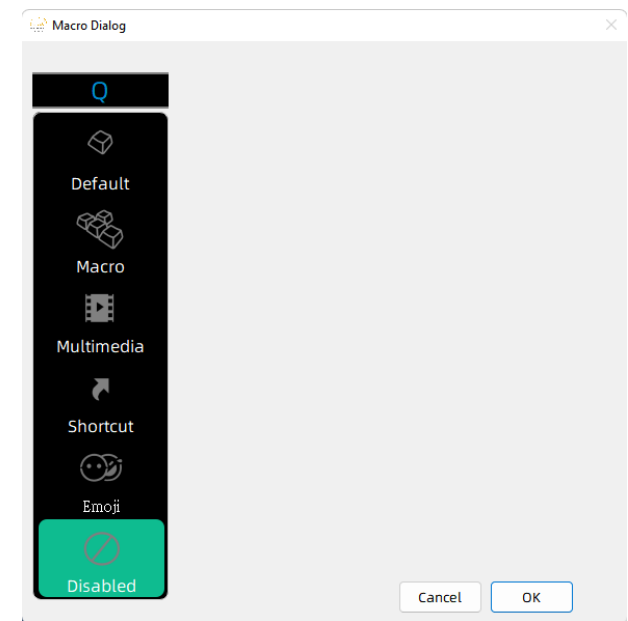 Macro Dialog
Q
Default
Macro
Multimedia
Shortcut
Emoji
Disabled
Cancel
OK